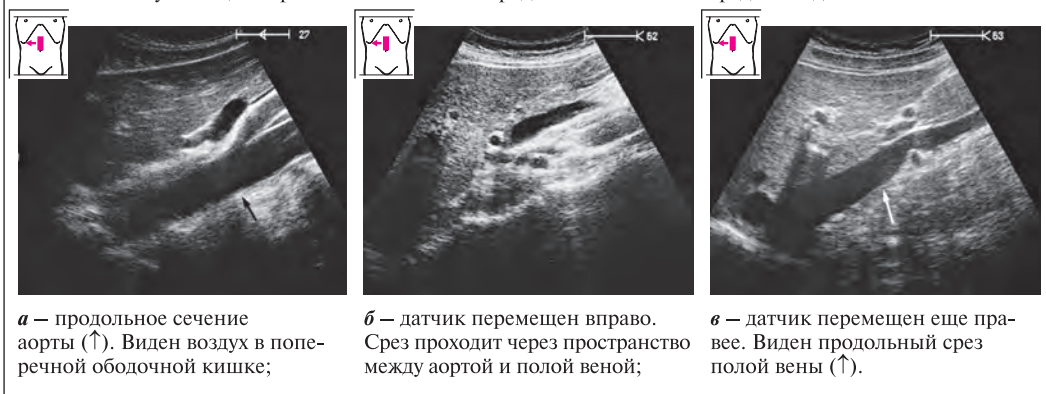 27
62
63
а – продольное сечение
аорты (↑). Виден воздух в попе-
речной ободочной кишке;
б – датчик перемещен вправо.
Срез проходит через пространство
между аортой и полой веной;
в – датчик перемещен еще пра-
вее. Виден продольный срез
полой вены (↑).